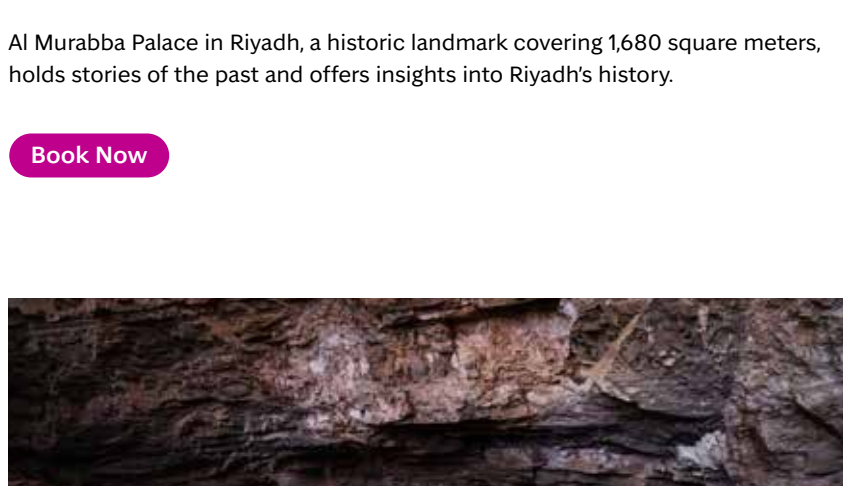 Al Murabba Palace in Riyadh, a historic landmark covering 1,680 square meters,
holds stories of the past and offers insights into Riyadh’s history.
Book Now